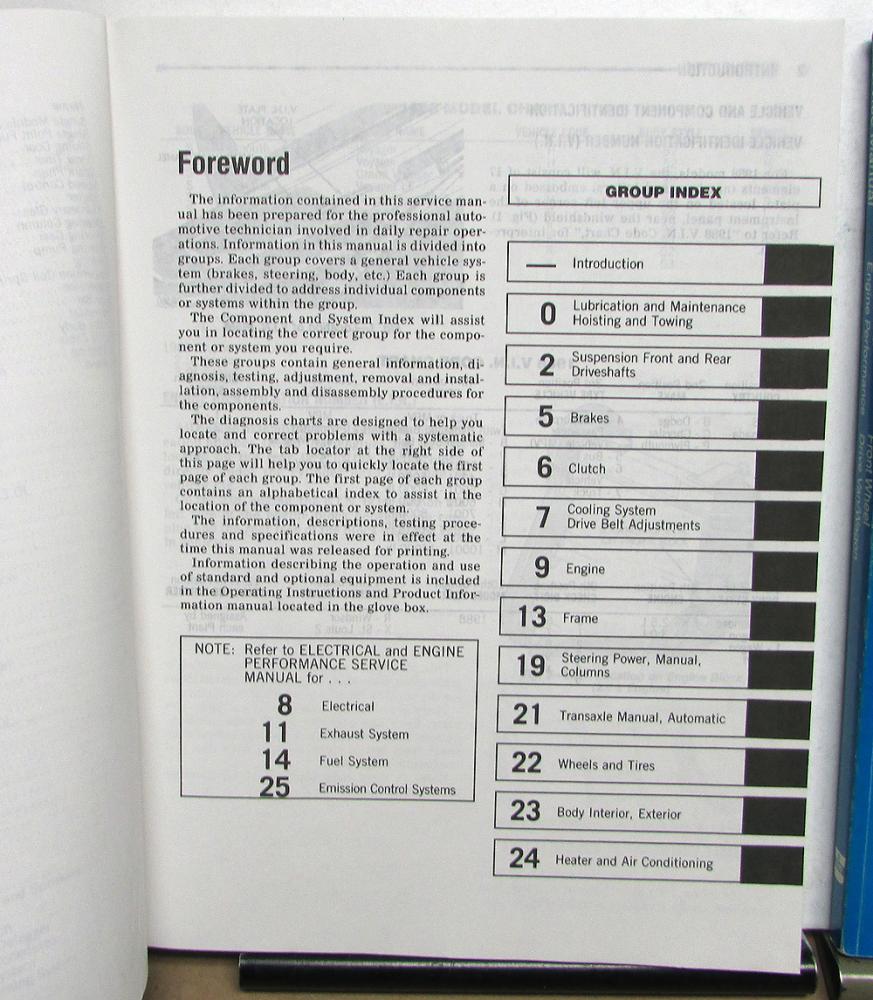 Foreword
The information contained in this service man-
ual has been prepared for the professional auto-
motive technician involved in daily repair oper-
ations. Information in this manual is divided into
groups. Each group covers a general vehicle sys-
tem (brakes, steering, body, etc.) Each group is
further divided to address individual components
or systems within the group.
The Component and System Index will assist
you in locating the correct group for the compo-
nent or system you require.
These groups contain general information, di-
agnosis, testing, adjustment, removal and instal-
lation, assembly and disassembly procedures for
the components.
The diagnosis charts are designed to help you
locate and correct problems with a systematic
approach. The tab locator at the right side of
this page will help you to quickly locate the first
page of each group. The first page of each group
contains an alphabetical index to assist in the
location of the component or system.
The information, descriptions, testing proce-
dures and specifications were in effect at the
time this manual was released for printing.
Information describing the operation and use
of standard and optional equipment is included
in the Operating Instructions and Product Infor-
mation manual located in the glove box.
NOTE: Refer to ELECTRICAL and ENGINE
PERFORMANCE SERVICE
MANUAL for . . .
8 Electrical
11 Exhaust System
14 Fuel System
25 Emission Control Systems
GROUP INDEX
— Introduction
0 Lubrication and Maintenance
Hoisting and Towing
2 Suspension Front and Rear
Driveshafts
5 Brakes
6 Clutch
7 Cooling System
Drive Belt Adjustments
9 Engine
13 Frame
19 Steering Power, Manual,
Columns
21 Transaxle Manual, Automatic
22 Wheels and Tires
23 Body Interior, Exterior
24 Heater and Air Conditioning
Engine Performance
Front Wheel
Drive Van/Wagon